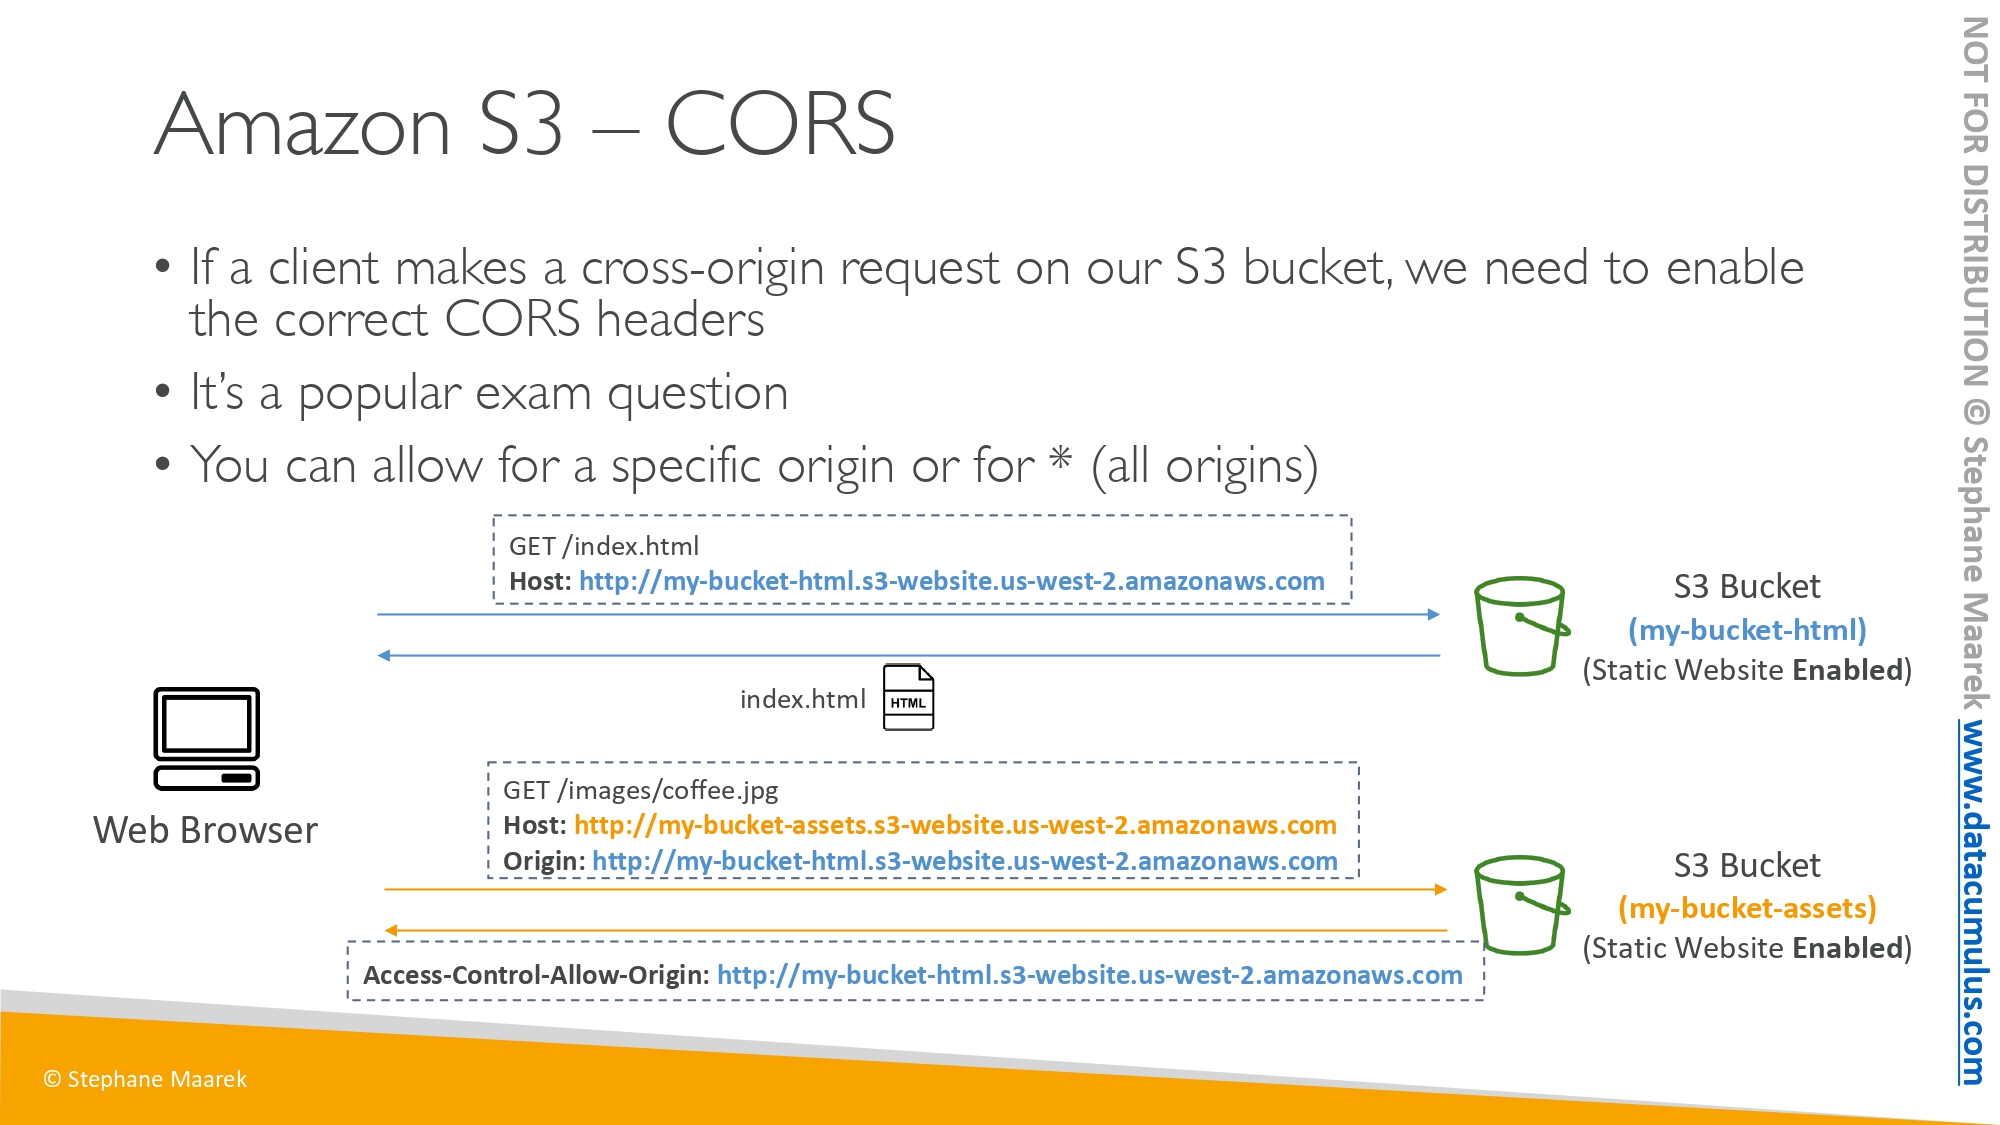 Amazon S3 – CORS
• If a client makes a cross-origin request on our S3 bucket, we need to enable
the correct CORS headers
• It’s a popular exam question
• You can allow for a specific origin or for * (all origins)
GET /index.html
Host: http://my-bucket-html.s3-website.us-west-2.amazonaws.com
S3 Bucket
(my-bucket-html)
(Static Website Enabled)
index.html
HTML
Web Browser
GET /images/coffee.jpg
Host: http://my-bucket-assets.s3-website.us-west-2.amazonaws.com
Origin: http://my-bucket-html.s3-website.us-west-2.amazonaws.com
S3 Bucket
(my-bucket-assets)
(Static Website Enabled)
Access-Control-Allow-Origin: http://my-bucket-html.s3-website.us-west-2.amazonaws.com
© Stephane Maarek
NOT FOR DISTRIBUTION © Stephane Maarek www.datacumulus.com